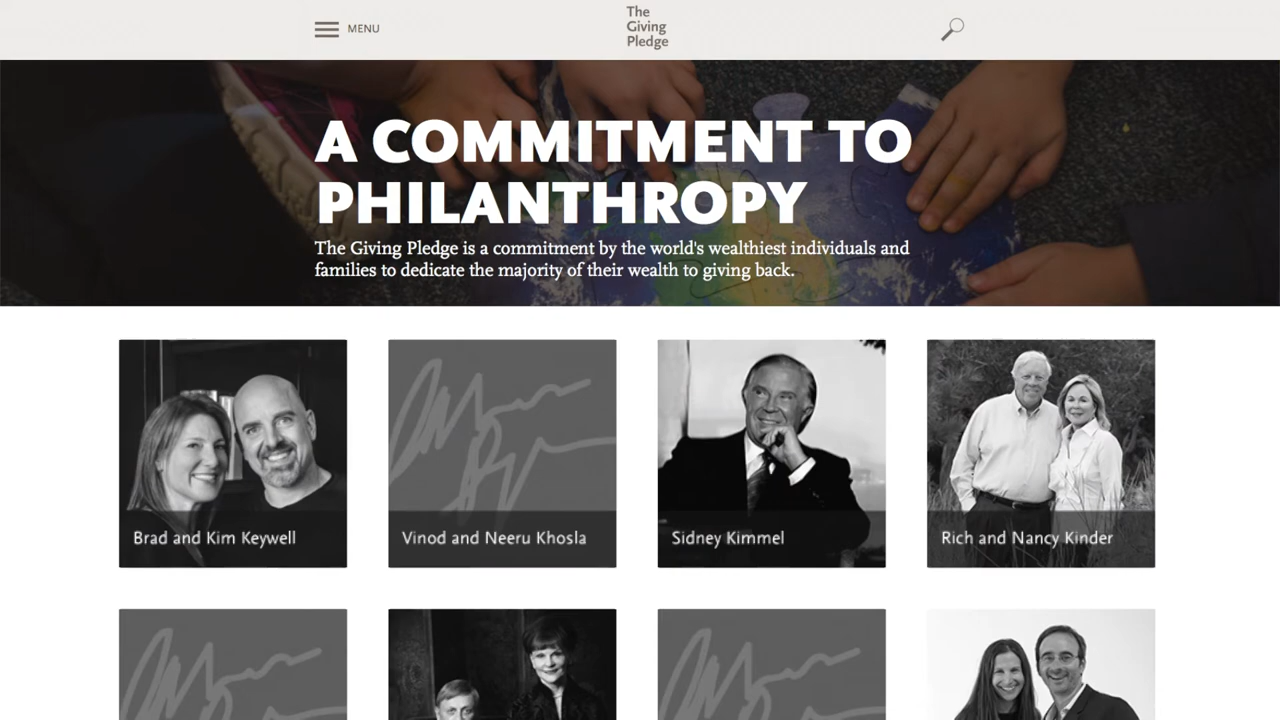 The
Giving
Pledge
MENU
A COMMITMENT TO
PHILANTHROPY
The Giving Pledge is a commitment by the world's wealthiest individuals and
families to dedicate the majority of their wealth to giving back.
Brad and Kim Keywell
Vinod and Neeru Khosla
Sidney Kimmel
Rich and Nancy Kinder